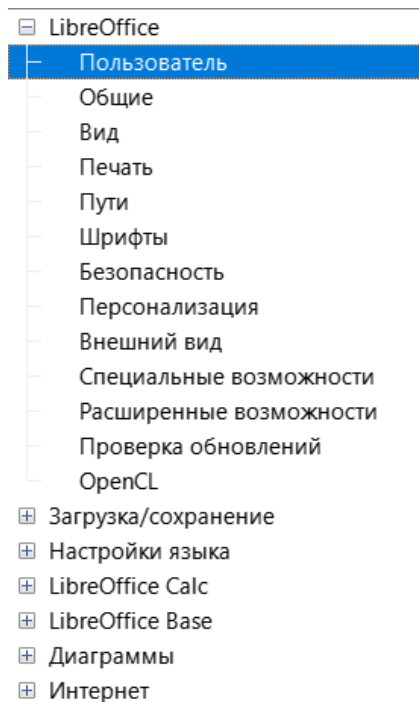 LibreOffice
Пользователь
Общие
Вид
Печать
Пути
Шрифты
Безопасность
Персонализация
Внешний вид
Специальные возможности
Расширенные возможности
Проверка обновлений
OpenCL
Загрузка/сохранение
Настройки языка
LibreOffice Calc
LibreOffice Base
Диаграммы
Интернет